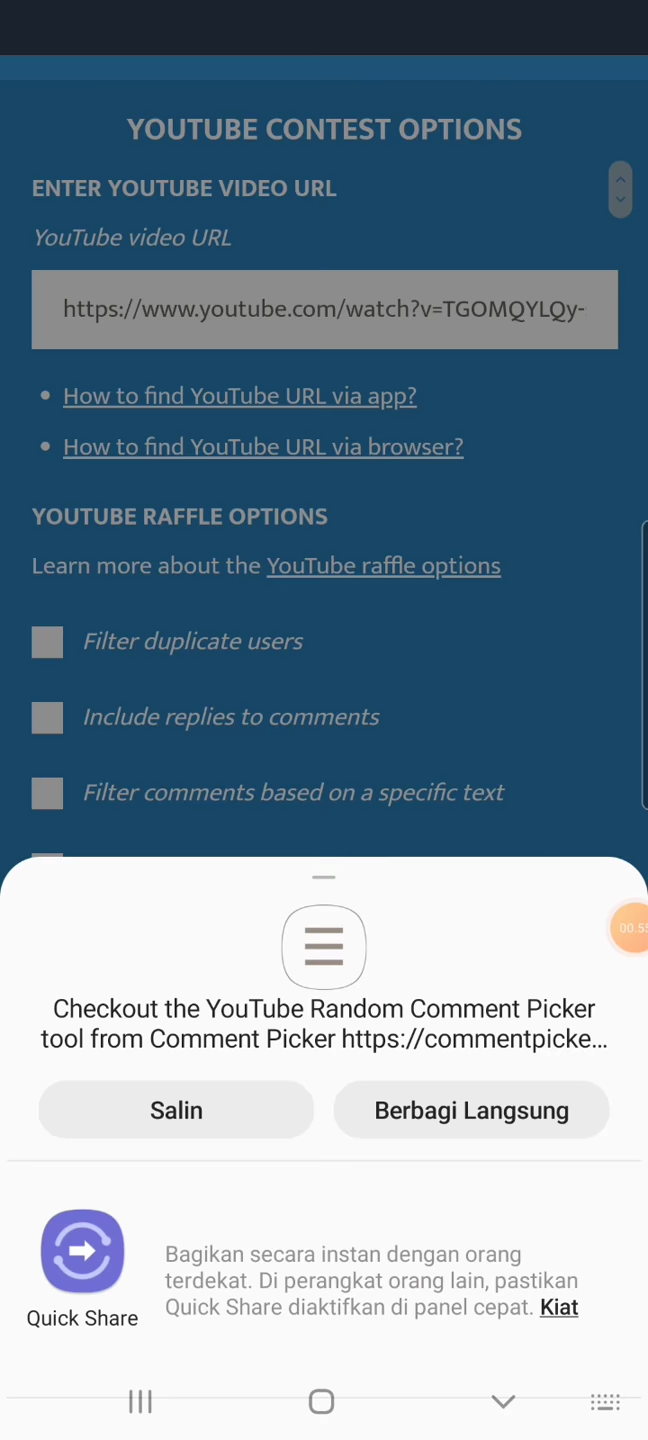 YOUTUBE CONTEST OPTIONS
ENTER YOUTUBE VIDEO URL
YouTube video URL
https://www.youtube.com/watch?v=TGOMQYLQy-
How to find YouTube URL via app?
How to find YouTube URL via browser?
YOUTUBE RAFFLE OPTIONS
Learn more about the YouTube raffle options
Filter duplicate users
Include replies to comments
Filter comments based on a specific text
00.55
Checkout the YouTube Random Comment Picker
tool from Comment Picker https://commentpicke...
Salin
Berbagi Langsung
Bagikan secara instan dengan orang
terdekat. Di perangkat orang lain, pastikan
Quick Share diaktifkan di panel cepat. Kiat
Quick Share